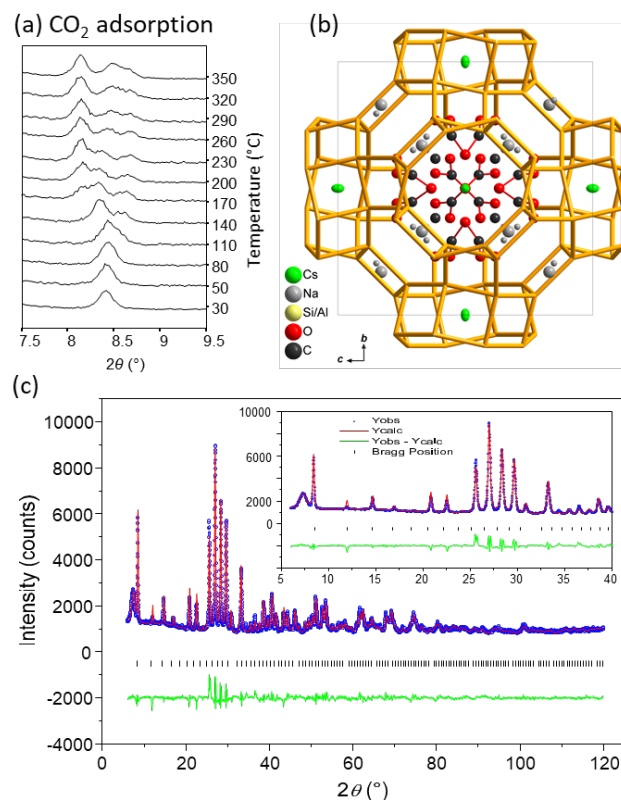 (a) CO₂ adsorption
350
320
290
260
230
200
170
140
110
80
50
30
Temperature (°C)
7.5 8 8.5 9 9.5
2θ (°)
(b)
Cs
Na
Si/Al
O
C
b
c
(c)
10000
8000
6000
4000
2000
0
-2000
-4000
Intensity (counts)
0 20 40 60 80 100 120
2θ (°)
10000
8000
6000
4000
2000
0
Yobs
Ycalc
Yobs - Ycalc
Bragg Position
5 10 15 20 25 30 35 40